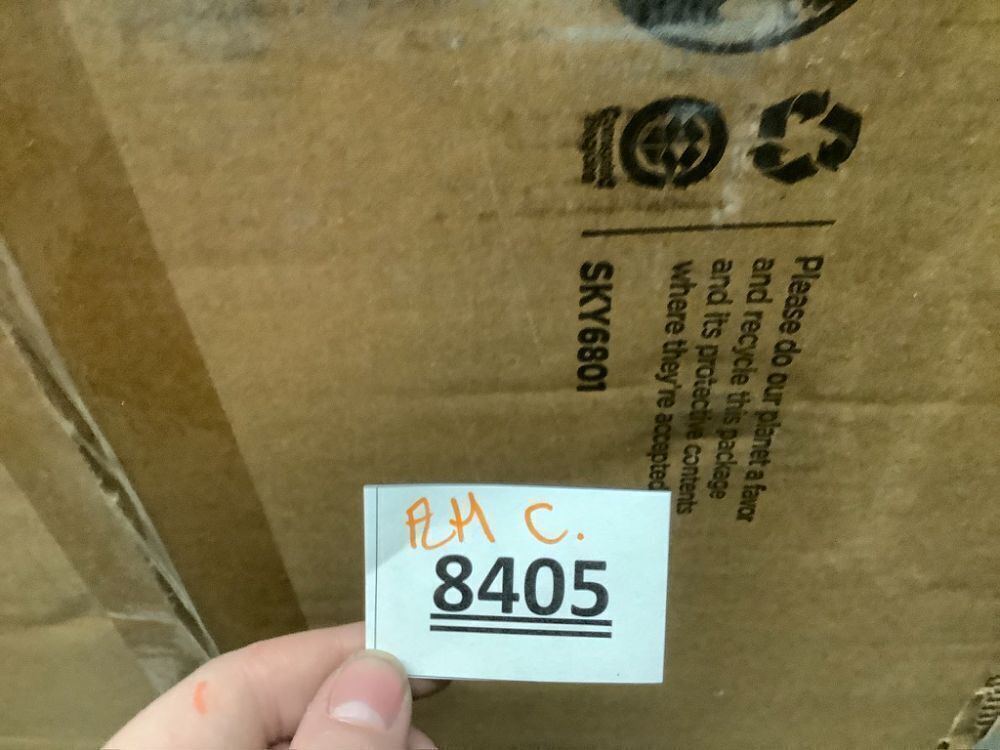 Please do our planet a favor
and recycle this package
and its protective contents
where they're accepted
SKY6801
8405